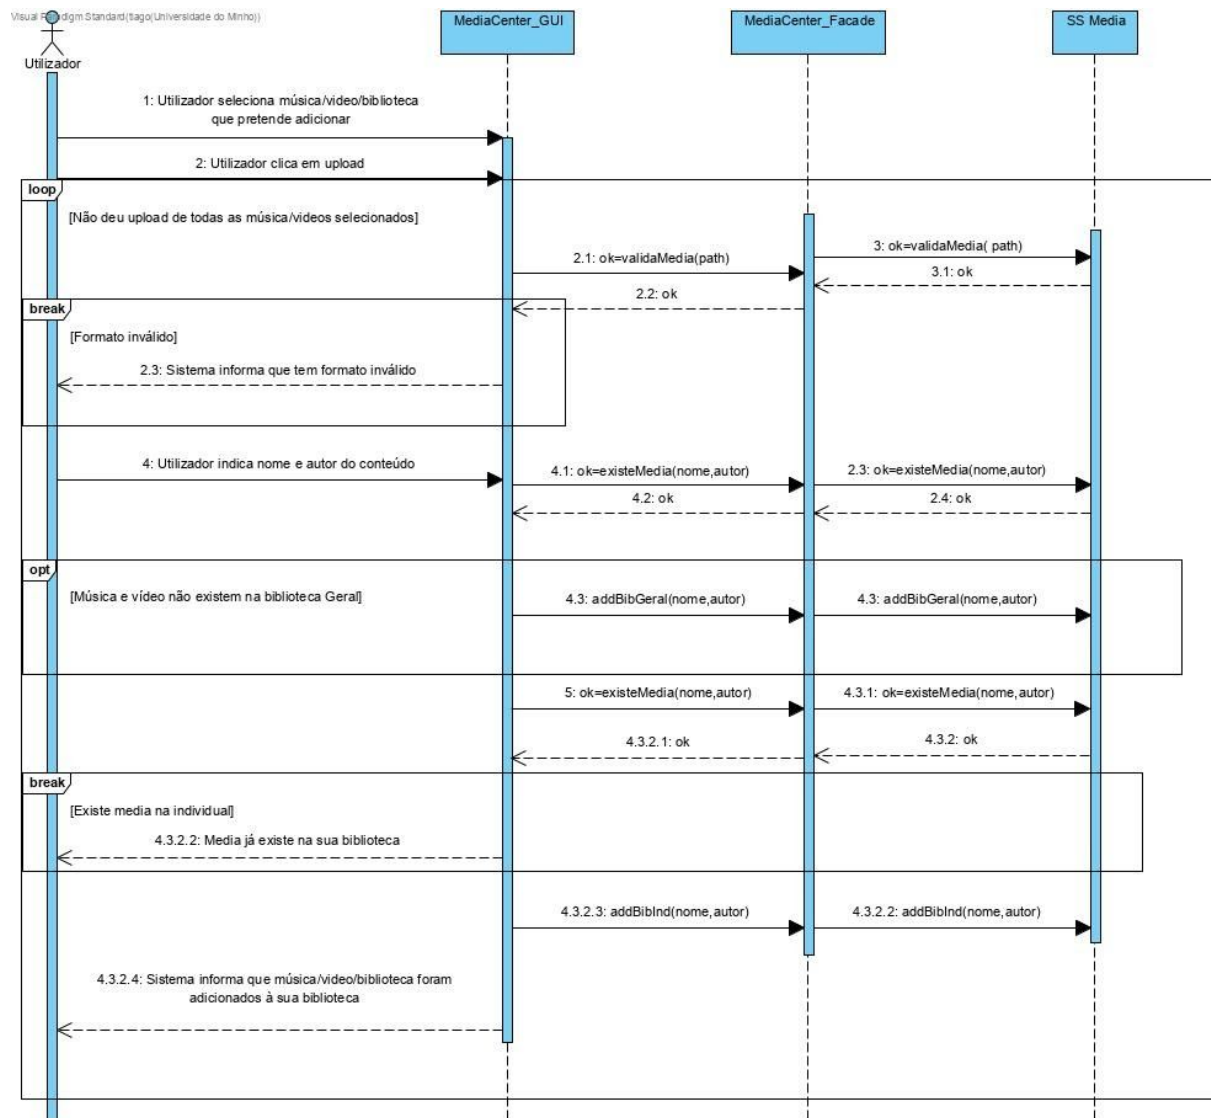 Visual Paradigm Standard(tiago(Universidade do Minho))
Utilizador
MediaCenter_GUI
MediaCenter_Facade
SS Media
1: Utilizador seleciona música/video/biblioteca
que pretende adicionar
2: Utilizador clica em upload
loop
[Não deu upload de todas as música/videos selecionados]
2.1: ok=validaMedia(path)
3: ok=validaMedia( path)
3.1: ok
2.2: ok
break
[Formato inválido]
2.3: Sistema informa que tem formato inválido
4: Utilizador indica nome e autor do conteúdo
4.1: ok=existeMedia(nome,autor)
2.3: ok=existeMedia(nome,autor)
4.2: ok
2.4: ok
opt
[Música e vídeo não existem na biblioteca Geral]
4.3: addBibGeral(nome,autor)
4.3: addBibGeral(nome,autor)
5: ok=existeMedia(nome,autor)
4.3.1: ok=existeMedia(nome,autor)
4.3.2.1: ok
4.3.2: ok
break
[Existe media na individual]
4.3.2.2: Media já existe na sua biblioteca
4.3.2.3: addBibInd(nome,autor)
4.3.2.2: addBibInd(nome,autor)
4.3.2.4: Sistema informa que música/video/biblioteca foram
adicionados à sua biblioteca